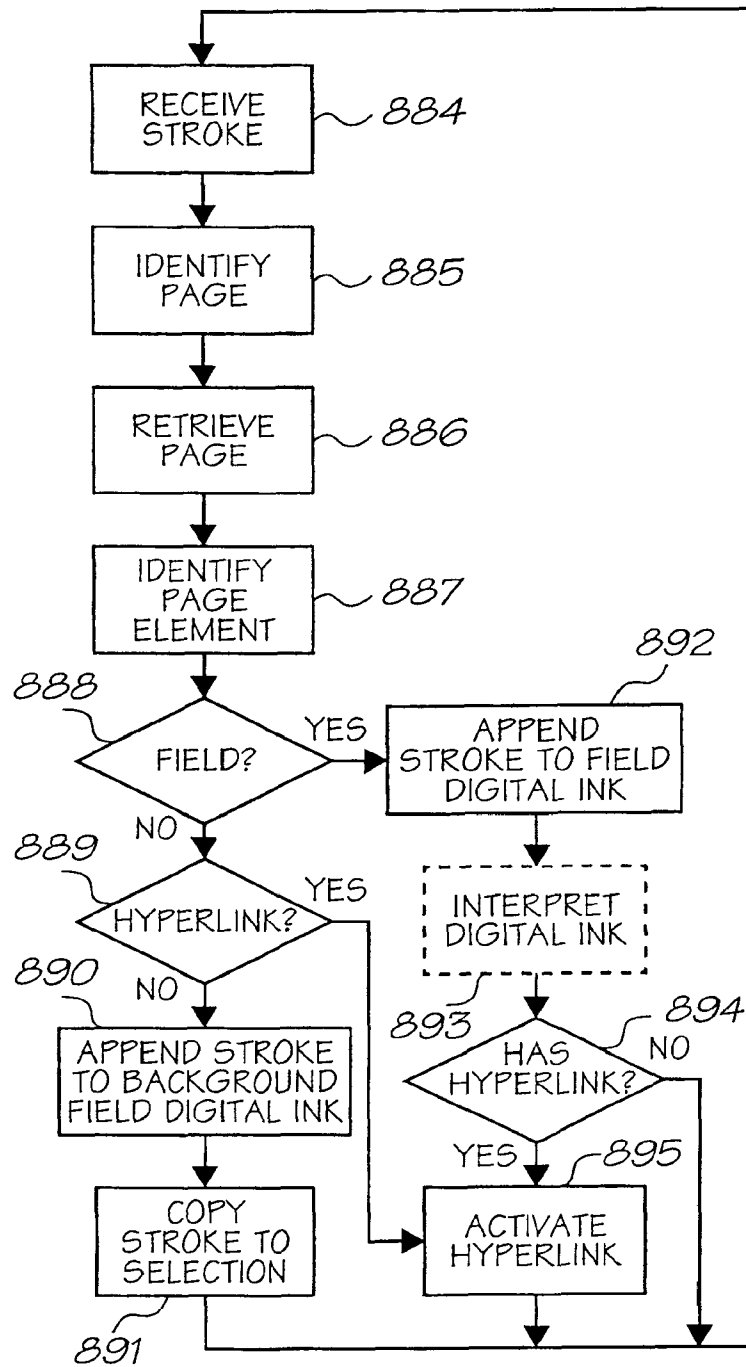 RECEIVE
STROKE
884
IDENTIFY
PAGE
885
RETRIEVE
PAGE
886
IDENTIFY
PAGE
ELEMENT
887
888
FIELD?
YES
NO
892
APPEND
STROKE TO FIELD
DIGITAL INK
889
HYPERLINK?
YES
NO
INTERPRET
DIGITAL INK
893
890
APPEND STROKE
TO BACKGROUND
FIELD DIGITAL INK
894
HAS
HYPERLINK?
NO
YES
895
COPY
STROKE TO
SELECTION
891
ACTIVATE
HYPERLINK